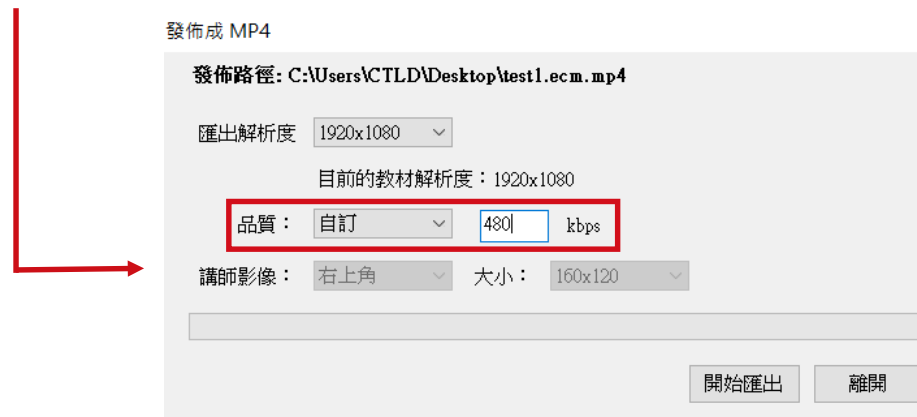 發佈成 MP4
發佈路徑: C:\Users\CTLD\Desktop\test1.ecm.mp4
匯出解析度 1920x1080
目前的教材解析度：1920x1080
品質： 自訂 480 kbps
講師影像： 右上角 大小： 160x120
開始匯出 離開